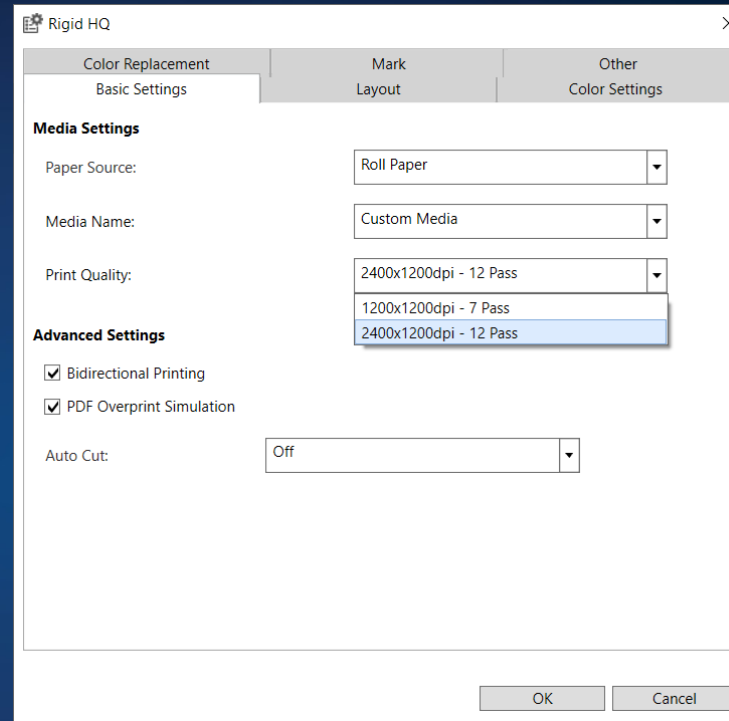 Rigid HQ
Color Replacement Mark Other
Basic Settings Layout Color Settings
Media Settings
Paper Source: Roll Paper
Media Name: Custom Media
Print Quality: 2400x1200dpi - 12 Pass
1200x1200dpi - 7 Pass
2400x1200dpi - 12 Pass
Advanced Settings
Bidirectional Printing
PDF Overprint Simulation
Auto Cut: Off
OK Cancel